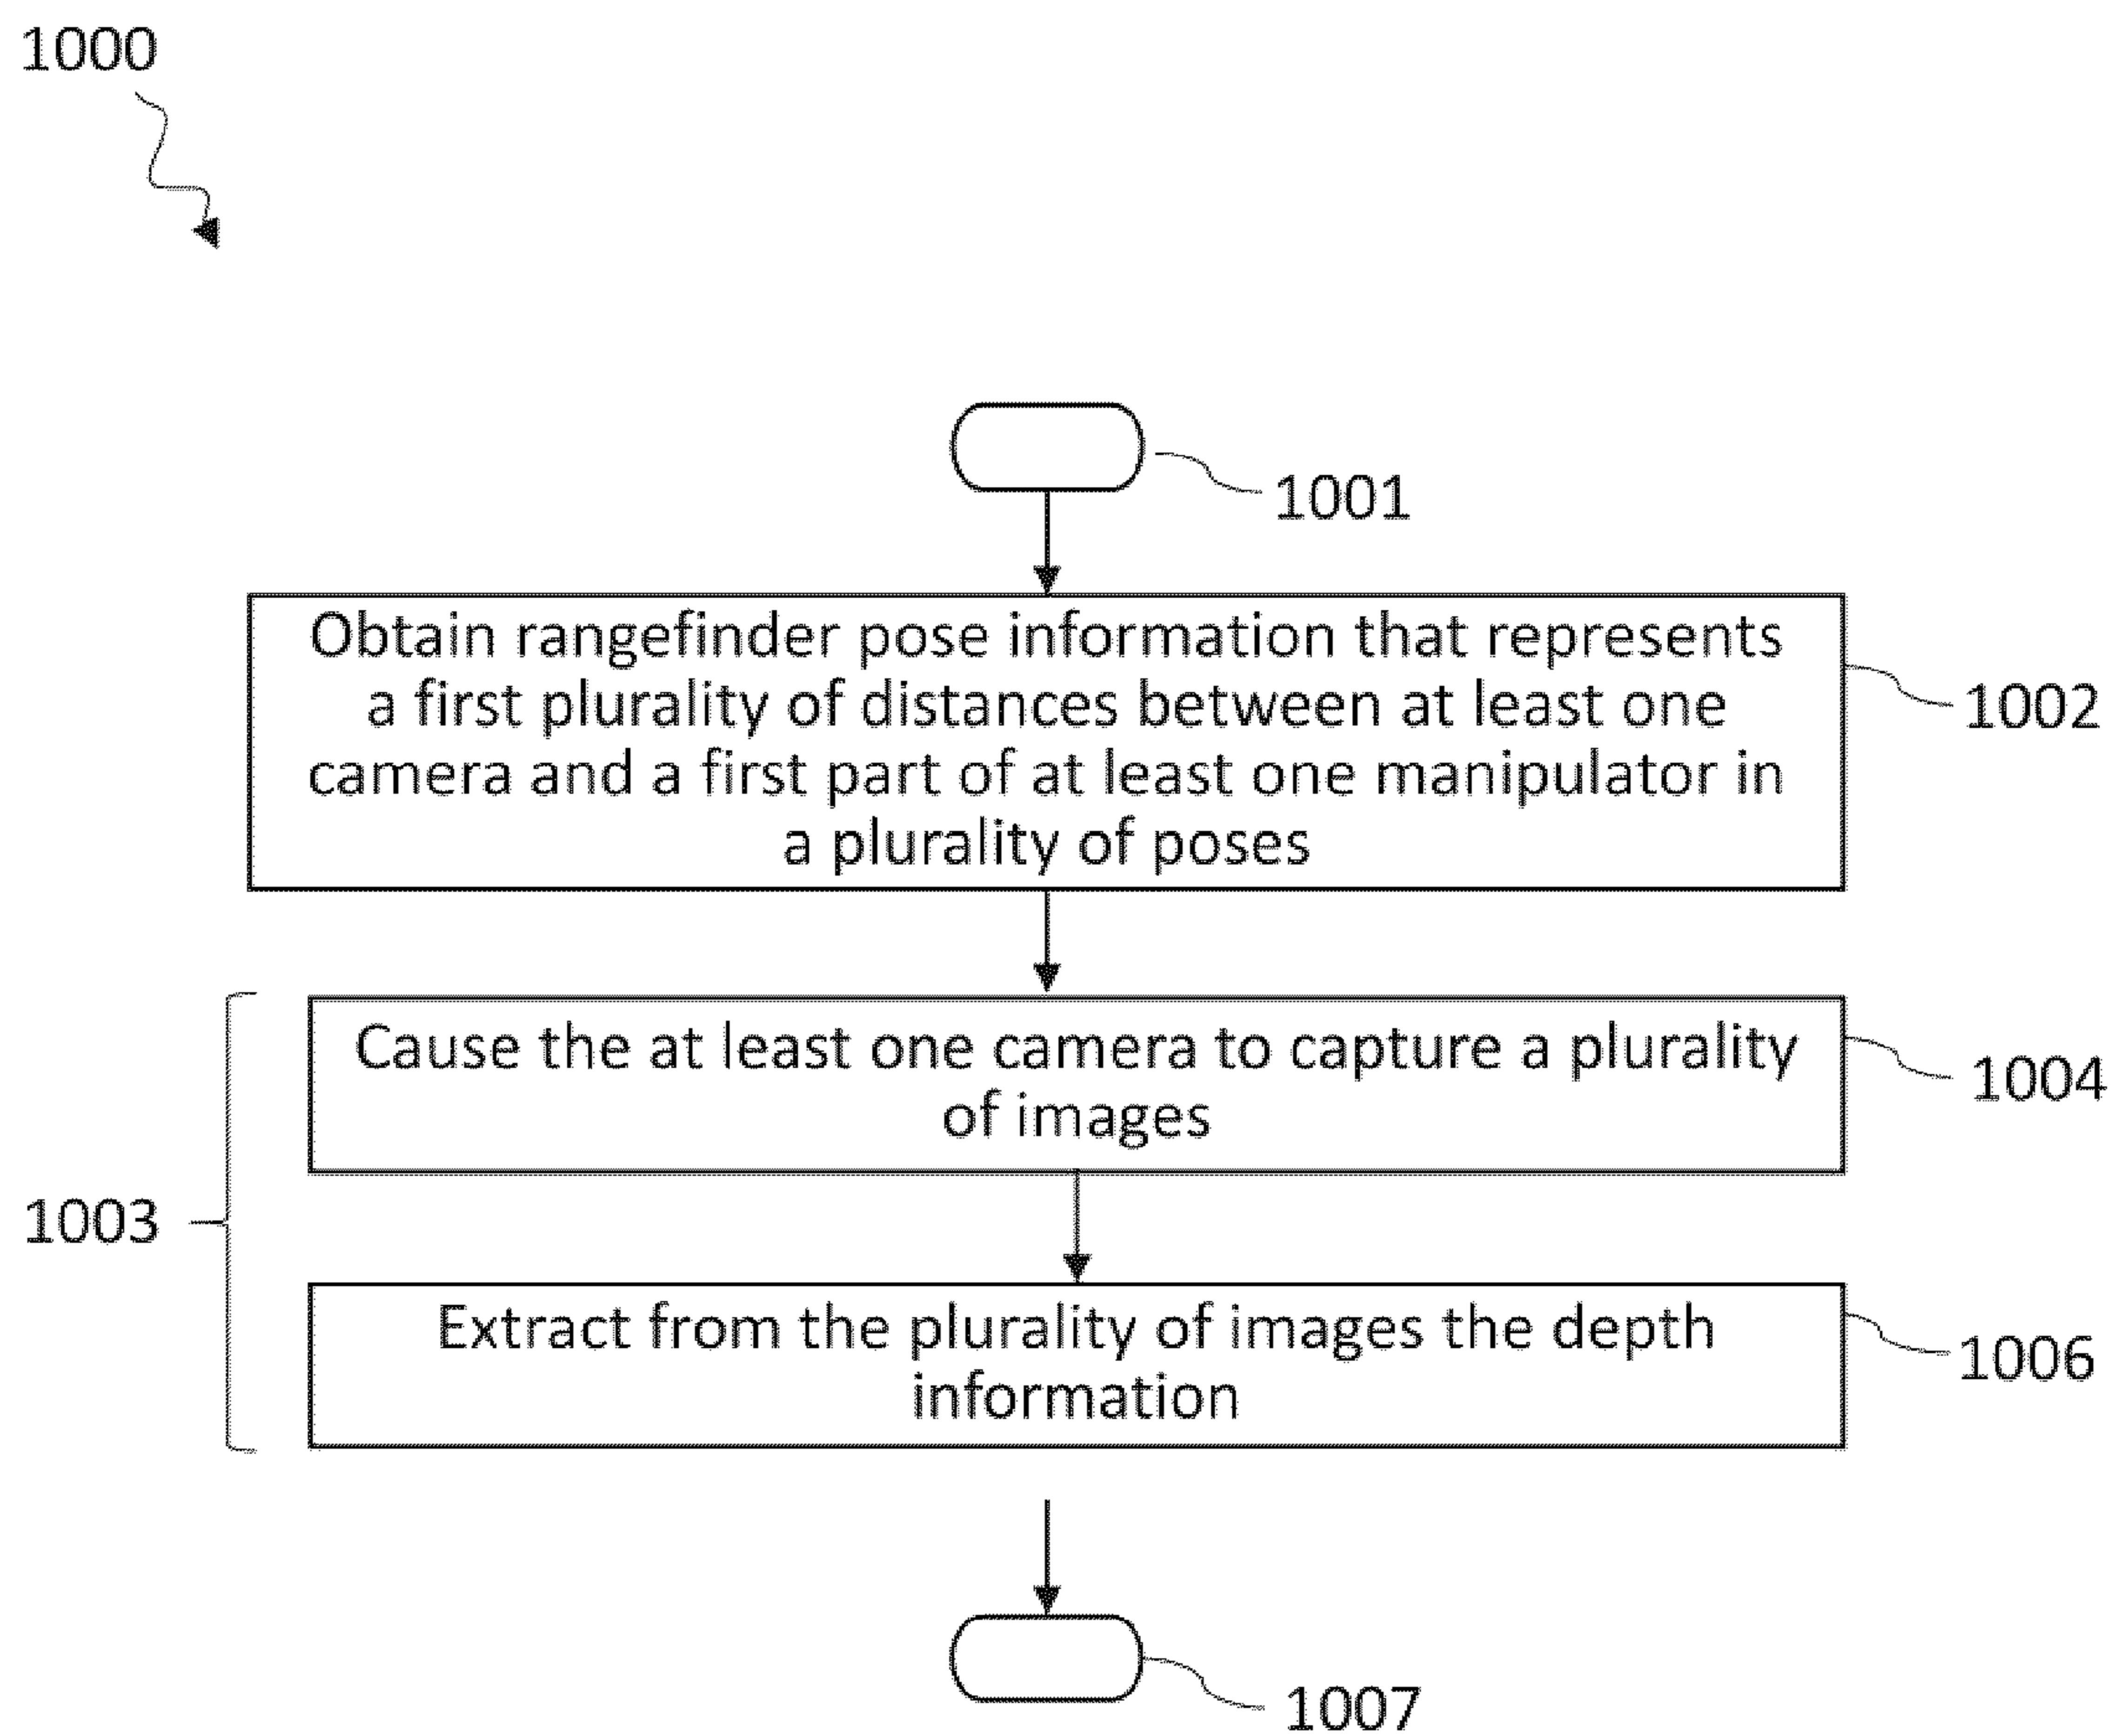 1000
1001
Obtain rangefinder pose information that represents
a first plurality of distances between at least one
camera and a first part of at least one manipulator in
a plurality of poses
1002
Cause the at least one camera to capture a plurality
of images
1004
1003
Extract from the plurality of images the depth
information
1006
1007